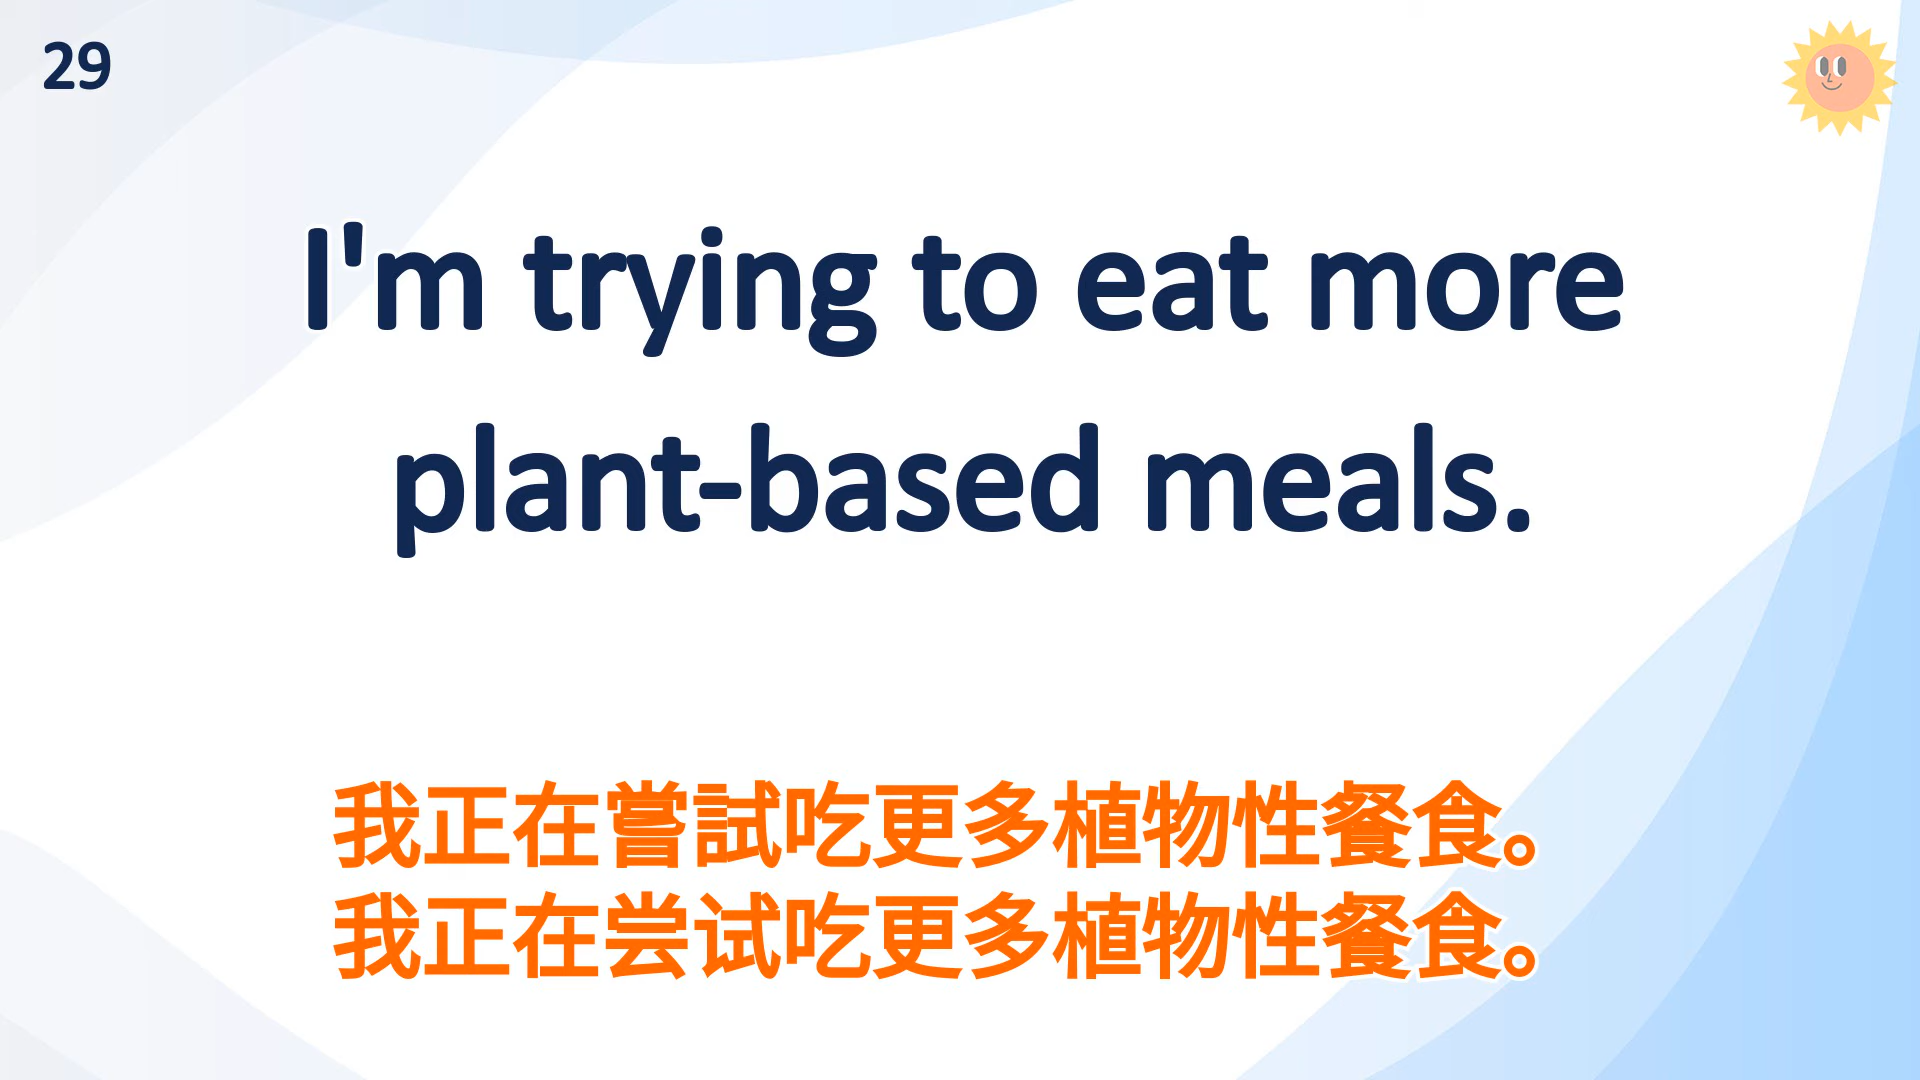 29
I'm trying to eat more
plant-based meals.
我正在嘗試吃更多植物性餐食。
我正在尝试吃更多植物性餐食。